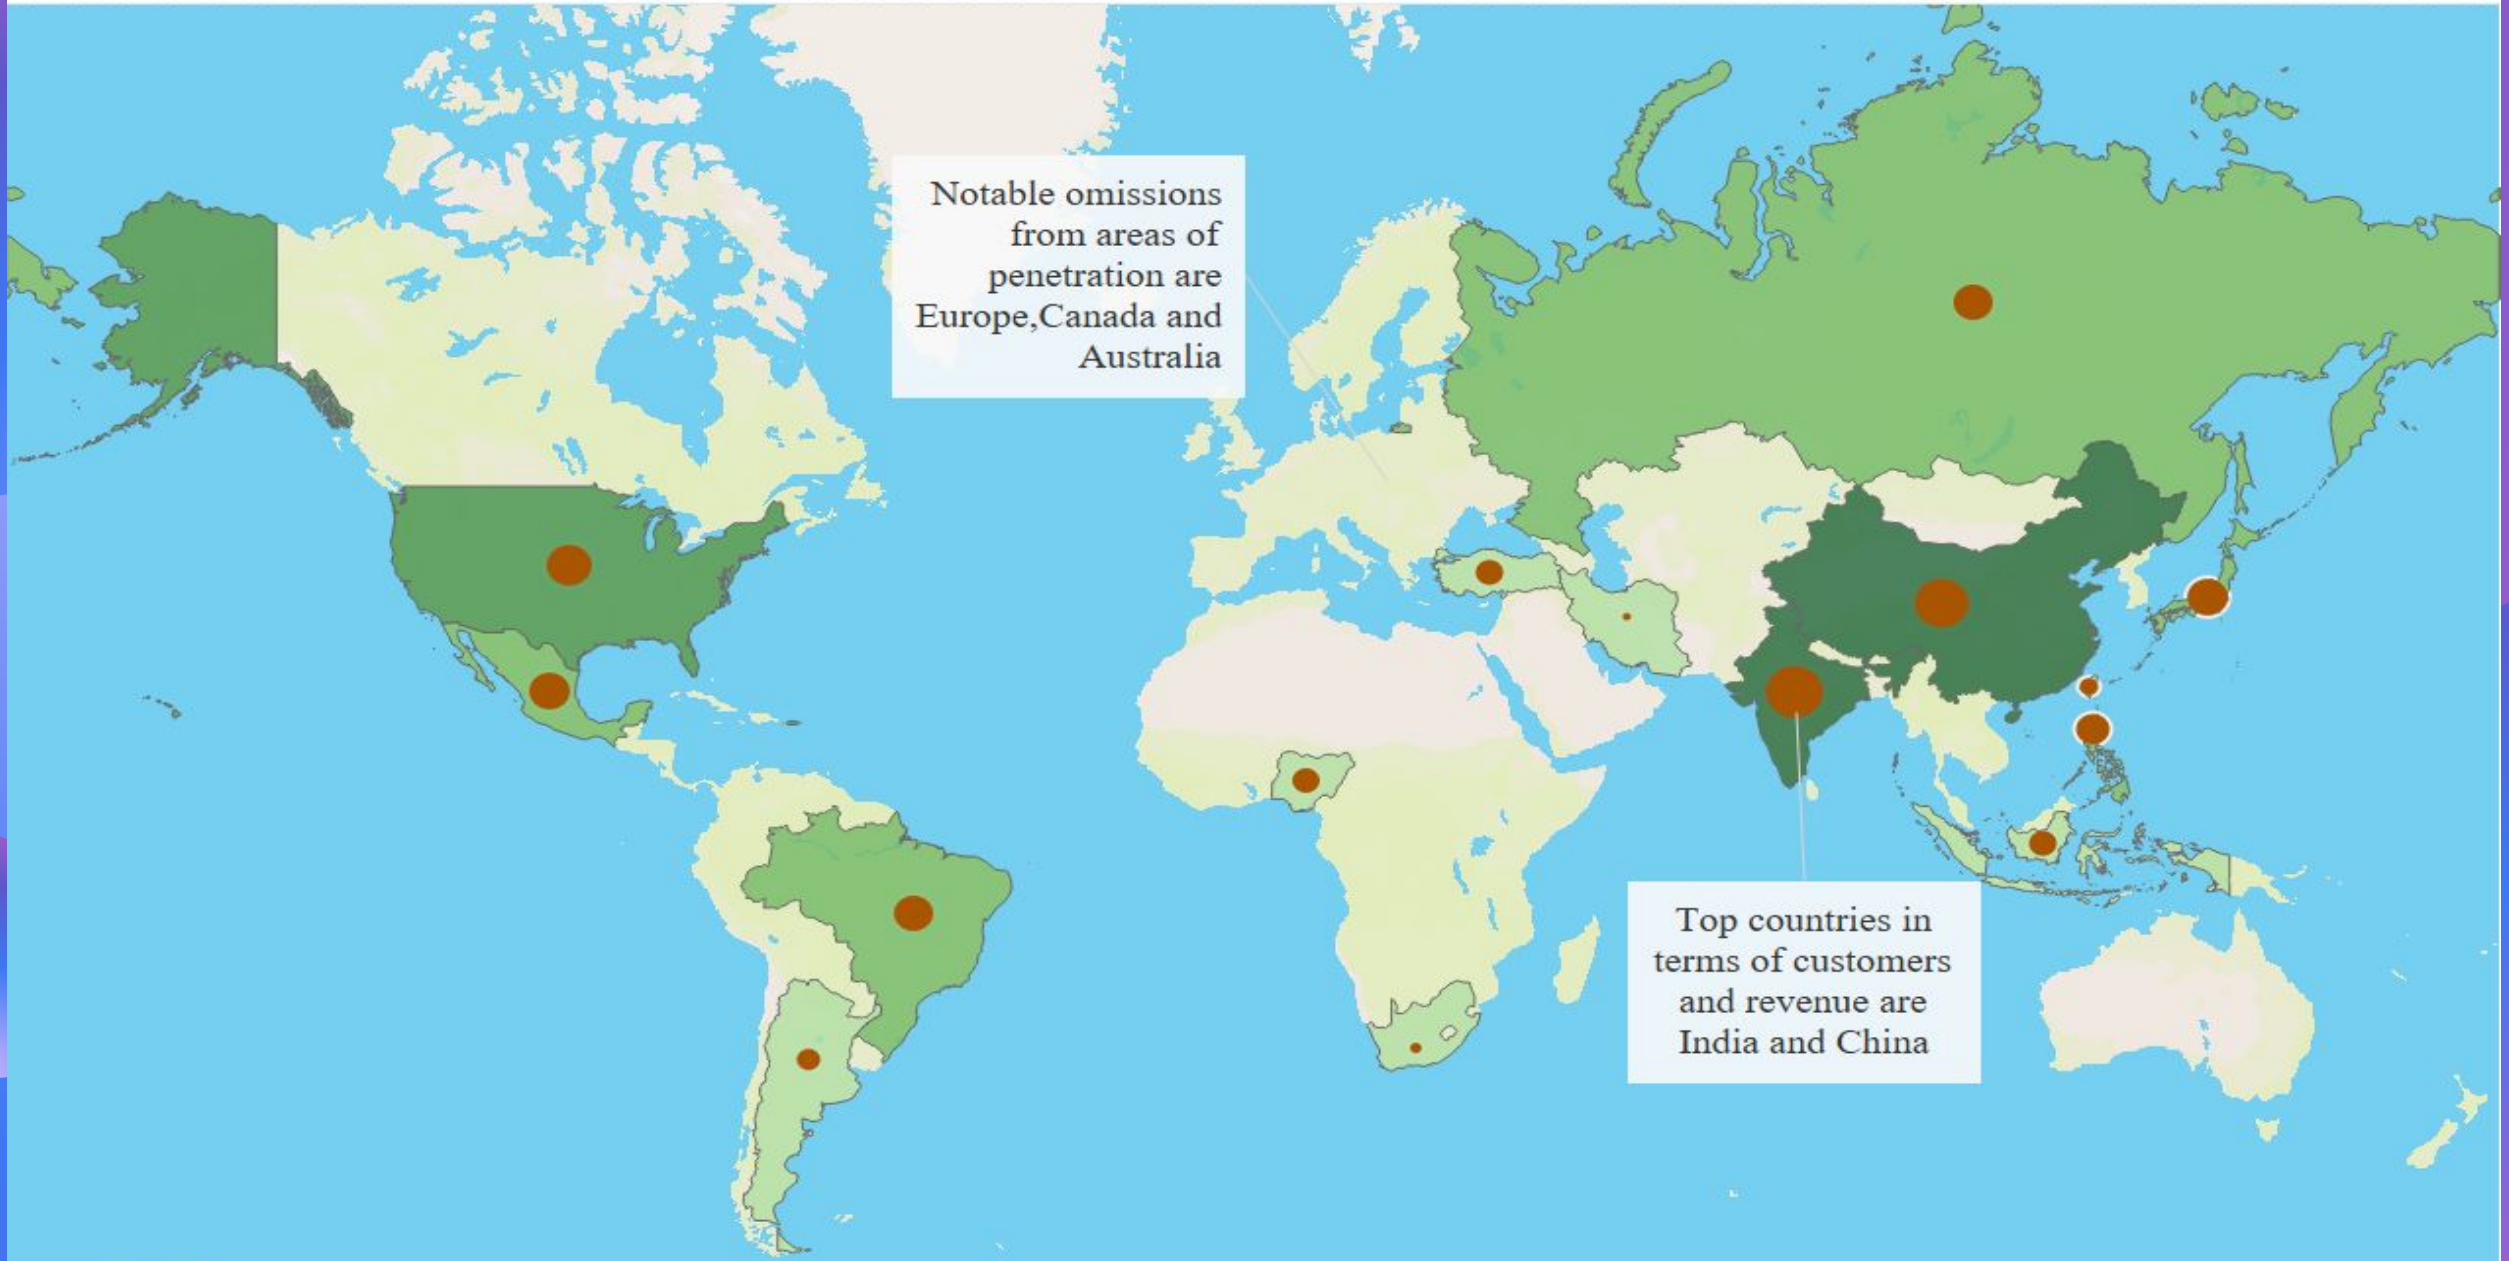 Notable omissions
from areas of
penetration are
Europe,Canada and
Australia
Top countries in
terms of customers
and revenue are
India and China